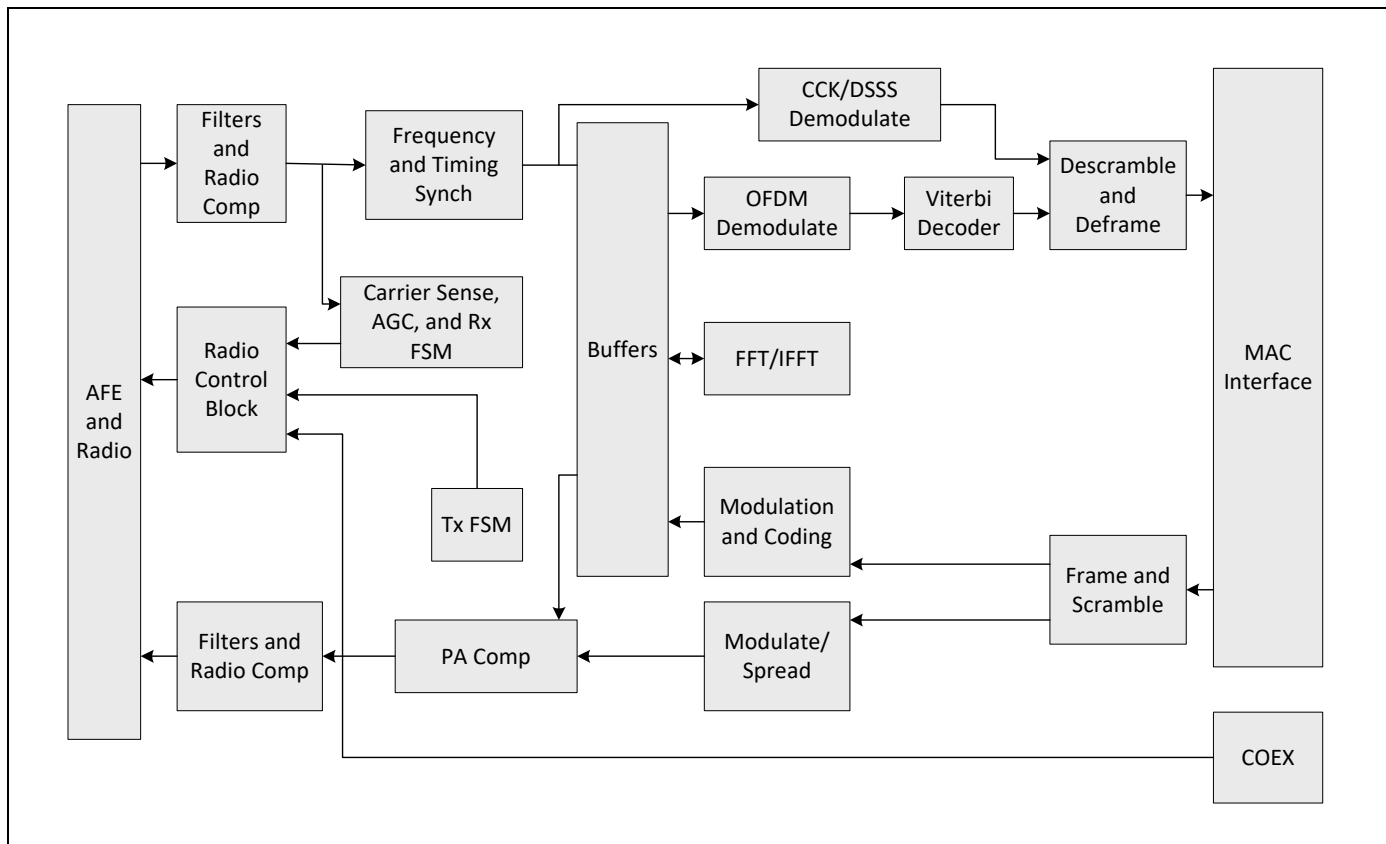 CCK/DSSS
Demodulate
Filters
and
Radio
Comp
Frequency
and Timing
Synch
Descramble
and
Deframe
OFDM
Demodulate
Viterbi
Decoder
Carrier Sense,
AGC, and Rx
FSM
Radio
Control
Block
Buffers
FFT/IFFT
MAC
Interface
AFE
and
Radio
Tx FSM
Modulation
and Coding
Frame and
Scramble
Filters and
Radio Comp
PA Comp
Modulate/
Spread
COEX